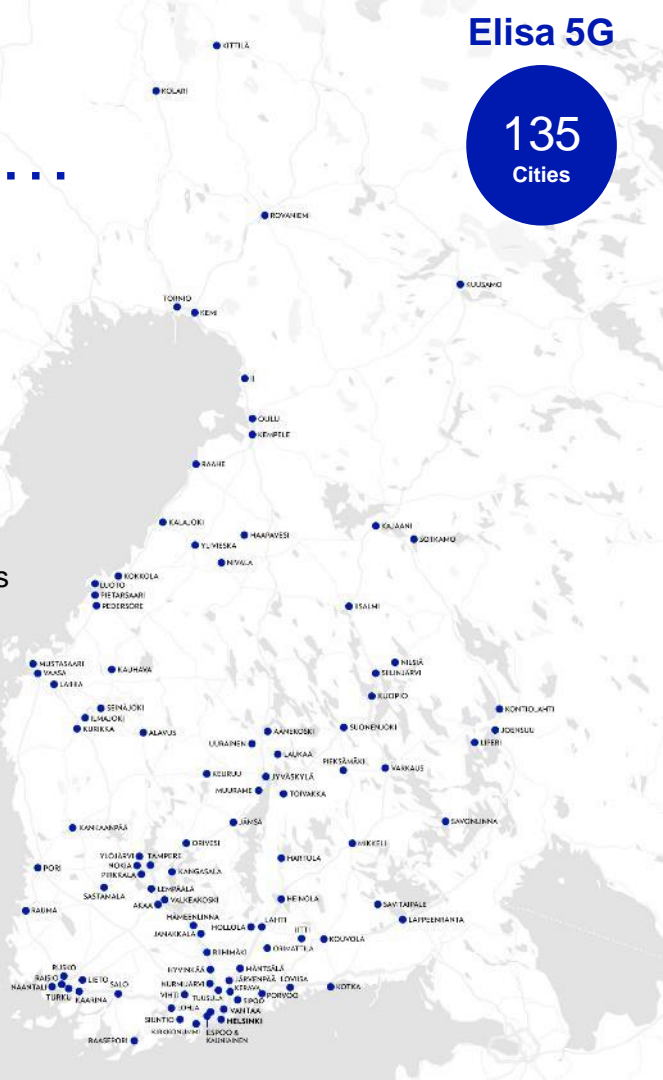 Elisa 5G
135
Cities
KITTILÄ
KOLARI
ROVANIEMI
KUUSAMO
TORNIO
KEMI
II
OULU
KEMPELE
RAAHE
KALAJOKI
KAJAANI
HAAPAVESI
SOTKAMO
YLIVIESKA
NIVALA
KOKKOLA
s
LUOTO
PIETARSAARI
PEDERSÖRE
IISALMI
MUSTASAARI
NILSIÄ
VAASA
KAUHAVA
SIILINJÄRVI
LAIHIA
KUOPIO
SEINÄJOKI
KONTIOLAHTI
ILMAJOKI
KURIKKA
ALAVUS
ÄÄNEKOSKI
SUONENJOKI
JOENSUU
UURAINEN
LIPERI
LAUKAA
PIEKSÄMÄKI
VARKAUS
KEURUU
JYVÄSKYLÄ
MUURAME
TOIVAKKA
JÄMSÄ
SAVONLINNA
KANKAANPÄÄ
ORIVESI
MIKKELI
YLÖJÄRVI
TAMPERE
HARTOLA
NOKIA
PORI
PIRKKALA
KANGASALA
SASTAMALA
LEMPÄÄLÄ
VALKEAKOSKI
HEINOLA
AKAA
SAVITAIPALE
RAUMA
HÄMEENLINNA
LAHTI
LAPPEENRANTA
HOLLOLA
JANAKKALA
IITTI
KOUVOLA
ORIMATTILA
RIIHIMÄKI
RUSKO
HYVINKÄÄ
MÄNTSÄLÄ
RAISIO
LIETO
JÄRVENPÄÄ
LOVIISA
NAANTALI
SALO
NURMIJÄRVI
KERAVA
KOTKA
TURKU
KAARINA
VIHTI
TUUSULA
PORVOO
SIPOO
LOHJA
VANTAA
SIUNTIO
HELSINKI
KIRKKONUMMI
ESPOO &
KAUNIAINEN
RAASEPORI